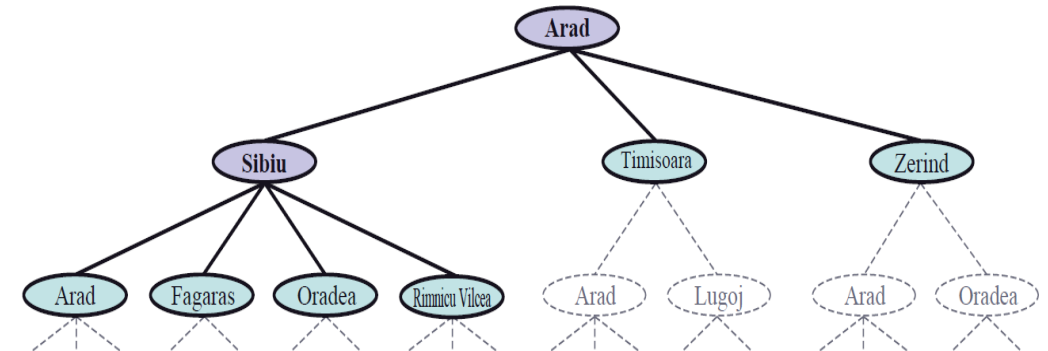 Arad
Sibiu
Timisoara
Zerind
Arad
Fagaras
Oradea
Rimnicu Vilcea
Arad
Lugoj
Arad
Oradea